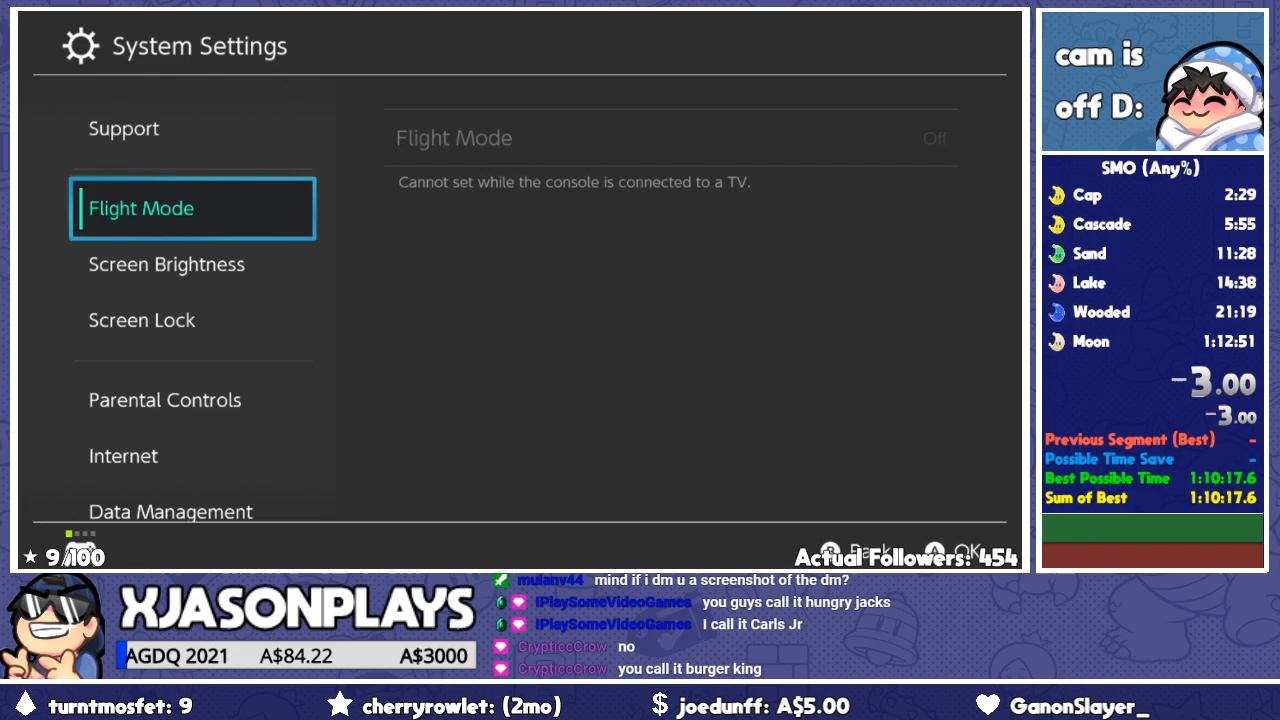 System Settings
Support
Flight Mode
Screen Brightness
Screen Lock
Parental Controls
Internet
Data Management
Flight Mode Off
Cannot set while the console is connected to a TV.
Back OK
★ 9/100
Actual Followers: 454
cam is
off D:
SMO (Any%)
Cap 2:29
Cascade 5:55
Sand 11:28
Lake 14:38
Wooded 21:19
Moon 1:12:51
-3.00
-3.00
Previous Segment (Best) -
Possible Time Save -
Best Possible Time 1:10:17.6
Sum of Best 1:10:17.6
XJASONPLAYS
AGDQ 2021 A$84.22 A$3000
mulanv44 mind if i dm u a screenshot of the dm?
IPlaySomeVideoGames you guys call it hungry jacks
IPlaySomeVideoGames I call it Carls Jr
CrypticcCrow no
CrypticcCrow you call it burger king
turntmosfet: 9
cherryrowlet: (2mo)
$ joedunff: A$5.00
GanonSlayer_